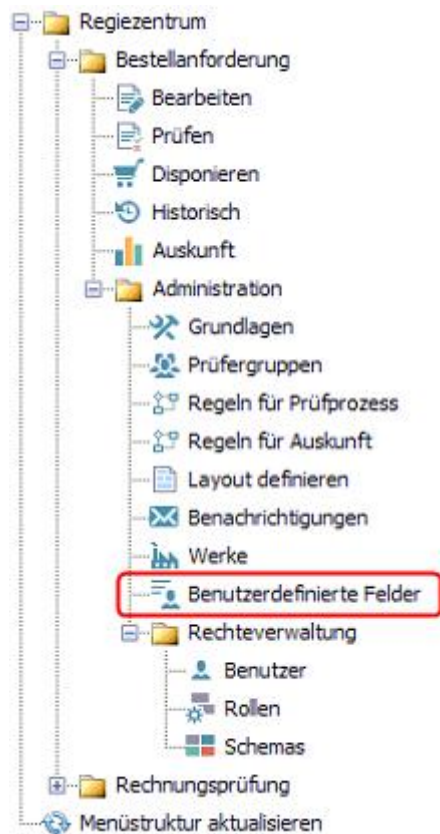 Regiezentrum
Bestellanforderung
Bearbeiten
Prüfen
Disponieren
Historisch
Auskunft
Administration
Grundlagen
Prüfergruppen
Regeln für Prüfprozess
Regeln für Auskunft
Layout definieren
Benachrichtigungen
Werke
Benutzerdefinierte Felder
Rechteverwaltung
Benutzer
Rollen
Schemas
Rechnungsprüfung
Menüstruktur aktualisieren